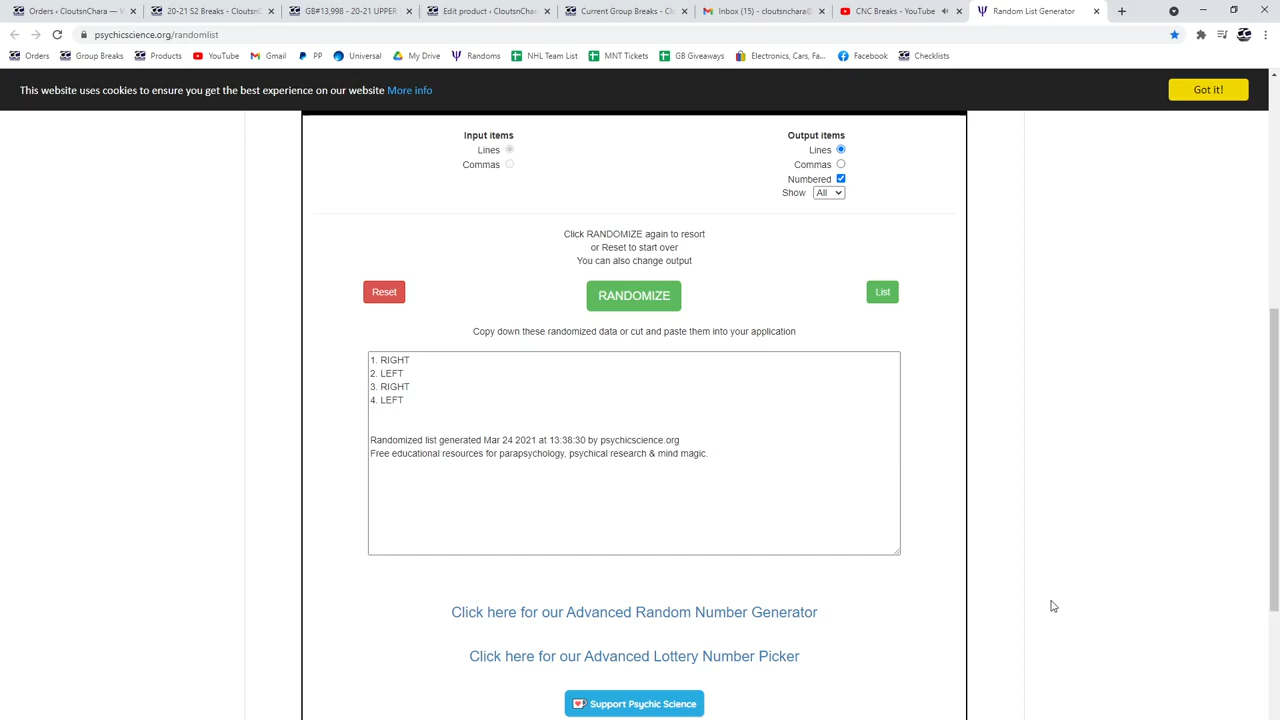 Orders ‹ CloutsnChara — W
20-21 S2 Breaks – CloutsnC
GB#13,998 - 20-21 UPPER
Edit product ‹ CloutsnChar
Current Group Breaks – Clo
Inbox (15) - cloutsnchara@
CNC Breaks - YouTube
Random List Generator
psychicscience.org/randomlist
Orders
Group Breaks
Products
YouTube
Gmail
PP
Universal
My Drive
Randoms
NHL Team List
MNT Tickets
GB Giveaways
Electronics, Cars, Fa...
Facebook
Checklists
This website uses cookies to ensure you get the best experience on our website More info
Got it!
Input items
Lines
Commas
Output items
Lines
Commas
Numbered
Show All
Click RANDOMIZE again to resort
or Reset to start over
You can also change output
Reset
RANDOMIZE
List
Copy down these randomized data or cut and paste them into your application
1. RIGHT
2. LEFT
3. RIGHT
4. LEFT
Randomized list generated Mar 24 2021 at 13:38:30 by psychicscience.org
Free educational resources for parapsychology, psychical research & mind magic.
Click here for our Advanced Random Number Generator
Click here for our Advanced Lottery Number Picker
Support Psychic Science